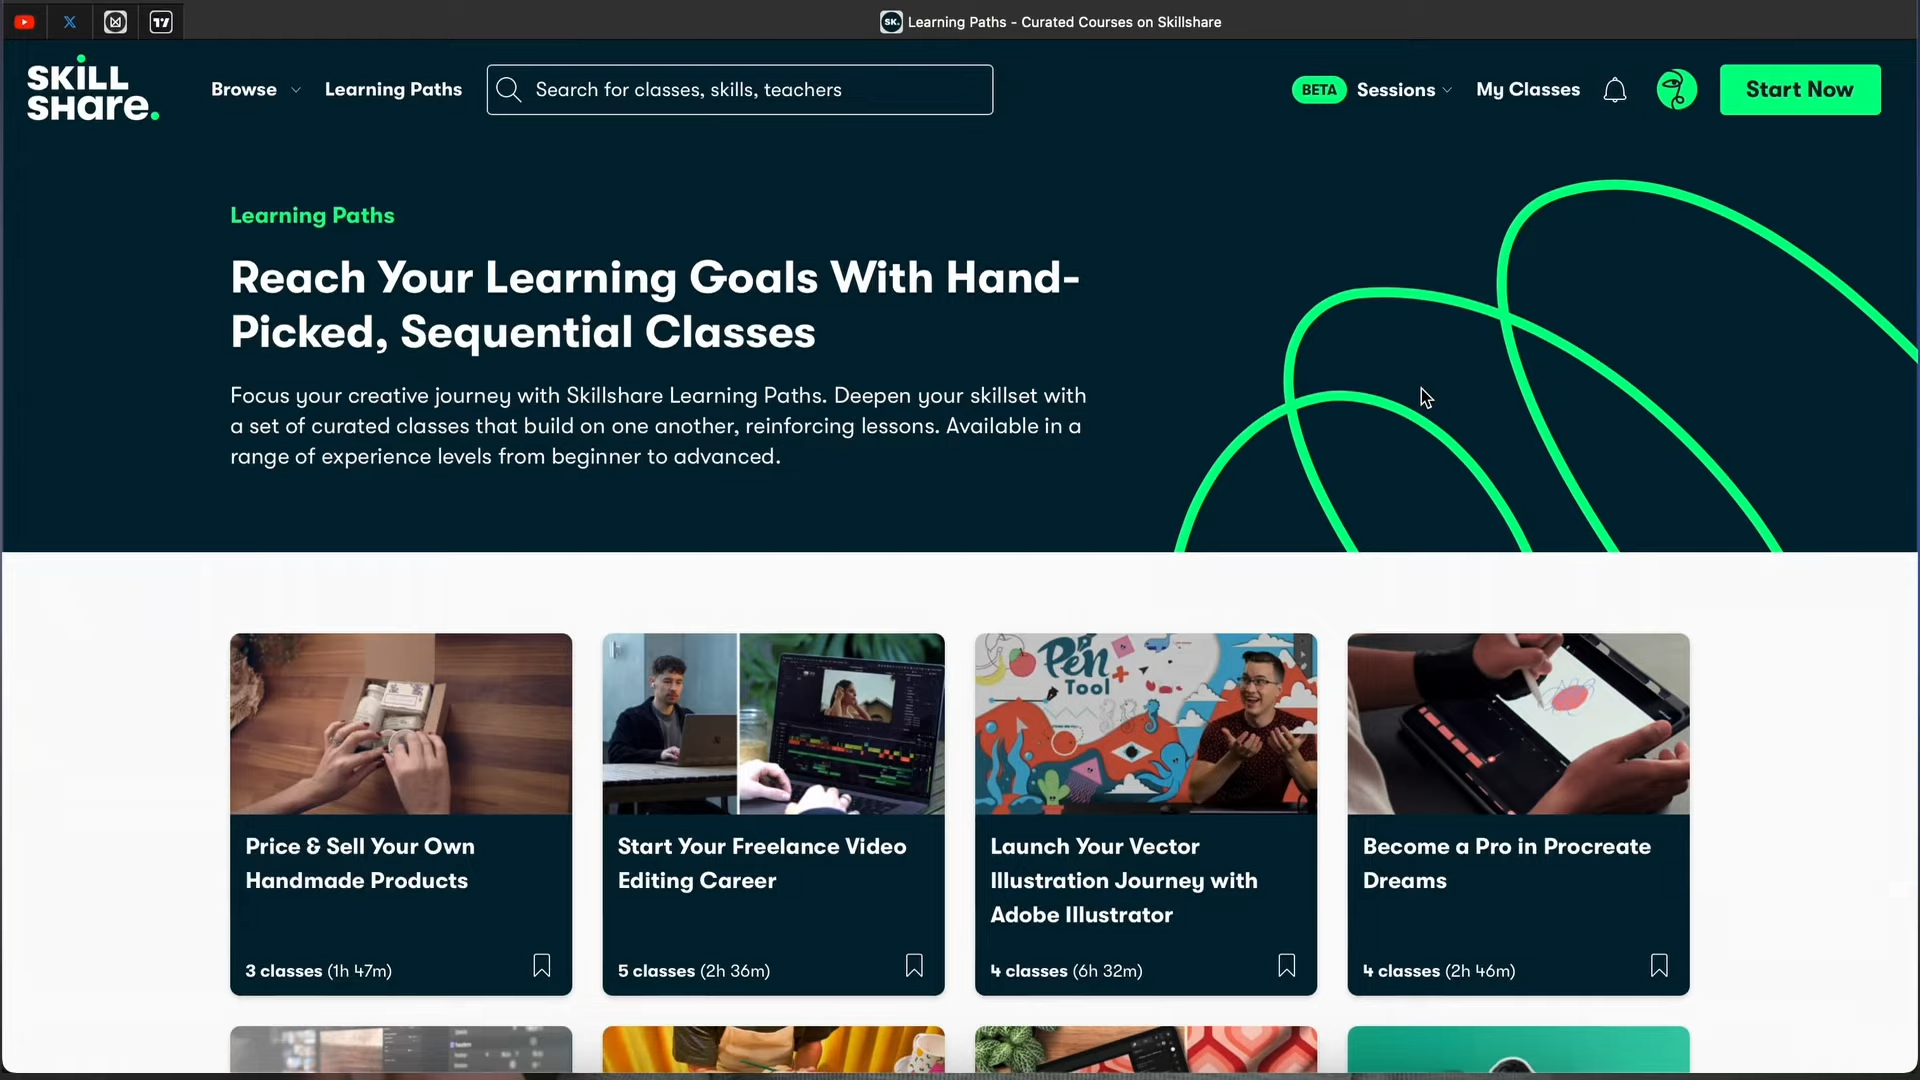 Learning Paths - Curated Courses on Skillshare
SKILL
SHare.
Browse
Learning Paths
Search for classes, skills, teachers
BETA
Sessions
My Classes
Start Now
Learning Paths
Reach Your Learning Goals With Hand-
Picked, Sequential Classes
Focus your creative journey with Skillshare Learning Paths. Deepen your skillset with
a set of curated classes that build on one another, reinforcing lessons. Available in a
range of experience levels from beginner to advanced.
Pen
Tool
Price & Sell Your Own
Handmade Products
3 classes (1h 47m)
Start Your Freelance Video
Editing Career
5 classes (2h 36m)
Launch Your Vector
Illustration Journey with
Adobe Illustrator
4 classes (6h 32m)
Become a Pro in Procreate
Dreams
4 classes (2h 46m)